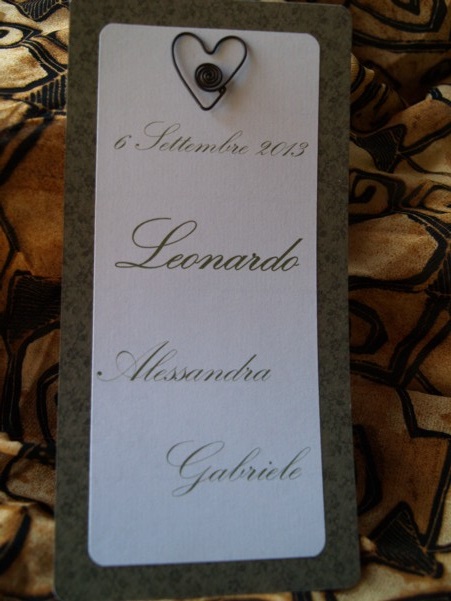 6 Settembre 2013
Leonardo
Alessandra
Gabriele